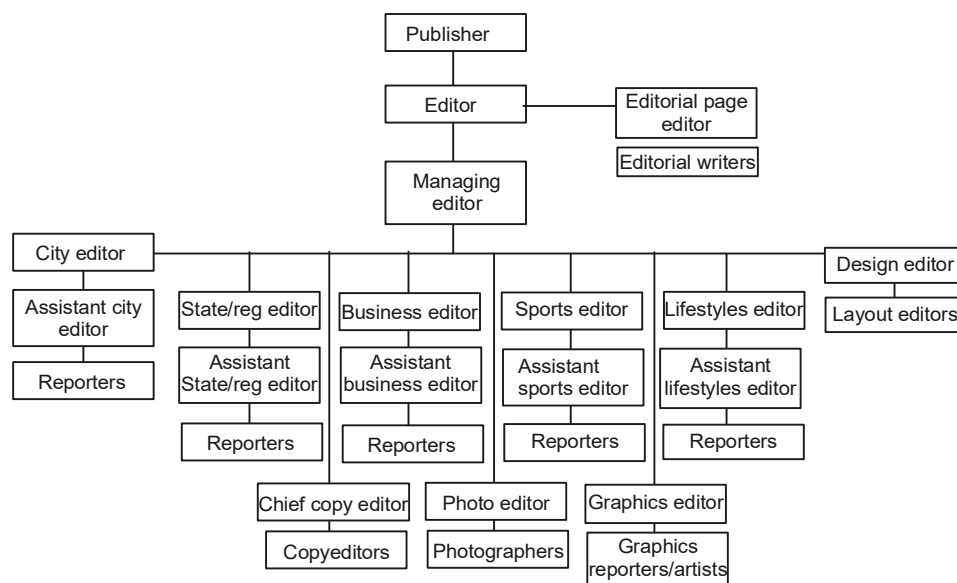 Publisher
Editor
Editorial page
editor
Editorial writers
Managing
editor
City editor
Design editor
Assistant city
editor
State/reg editor
Business editor
Sports editor
Lifestyles editor
Layout editors
Reporters
Assistant
State/reg editor
Assistant
business editor
Assistant
sports editor
Assistant
lifestyles editor
Reporters
Reporters
Reporters
Reporters
Chief copy editor
Photo editor
Graphics editor
Copyeditors
Photographers
Graphics
reporters/artists